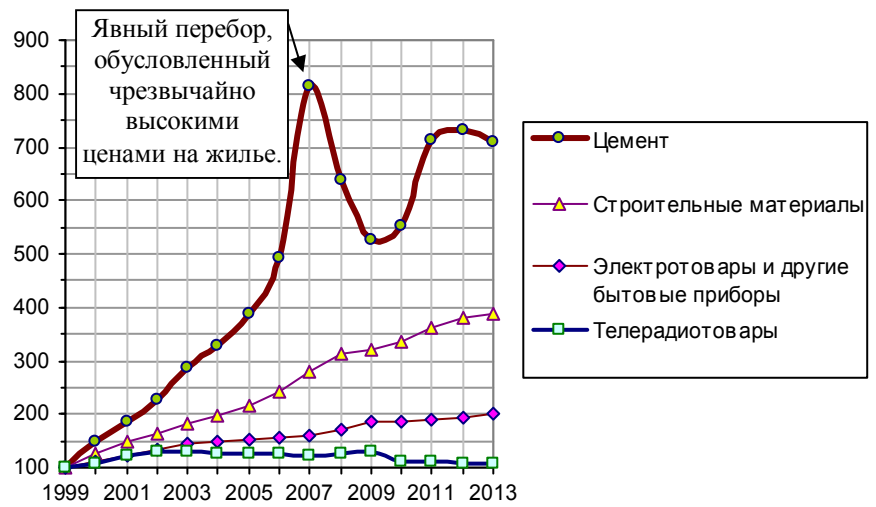 Явный перебор,
обусловленный
чрезвычайно
высокими
ценами на жилье.
900
800
700
600
500
400
300
200
100
1999 2001 2003 2005 2007 2009 2011 2013
Цемент
Строительные материалы
Электротовары и другие
бытовые приборы
Телерадиотовары